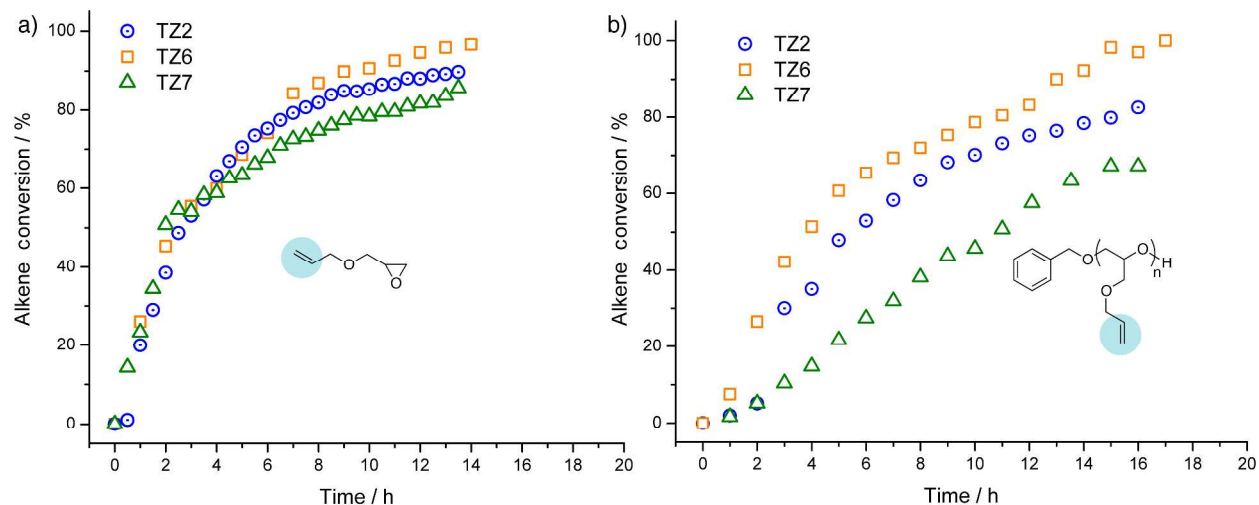 a)
TZ2
TZ6
TZ7
Alkene conversion / %
100
80
60
40
20
0
O
O
0 2 4 6 8 10 12 14 16 18 20
Time / h
b)
TZ2
TZ6
TZ7
Alkene conversion / %
100
80
60
40
20
0
O
O
H
n
O
0 2 4 6 8 10 12 14 16 18 20
Time / h